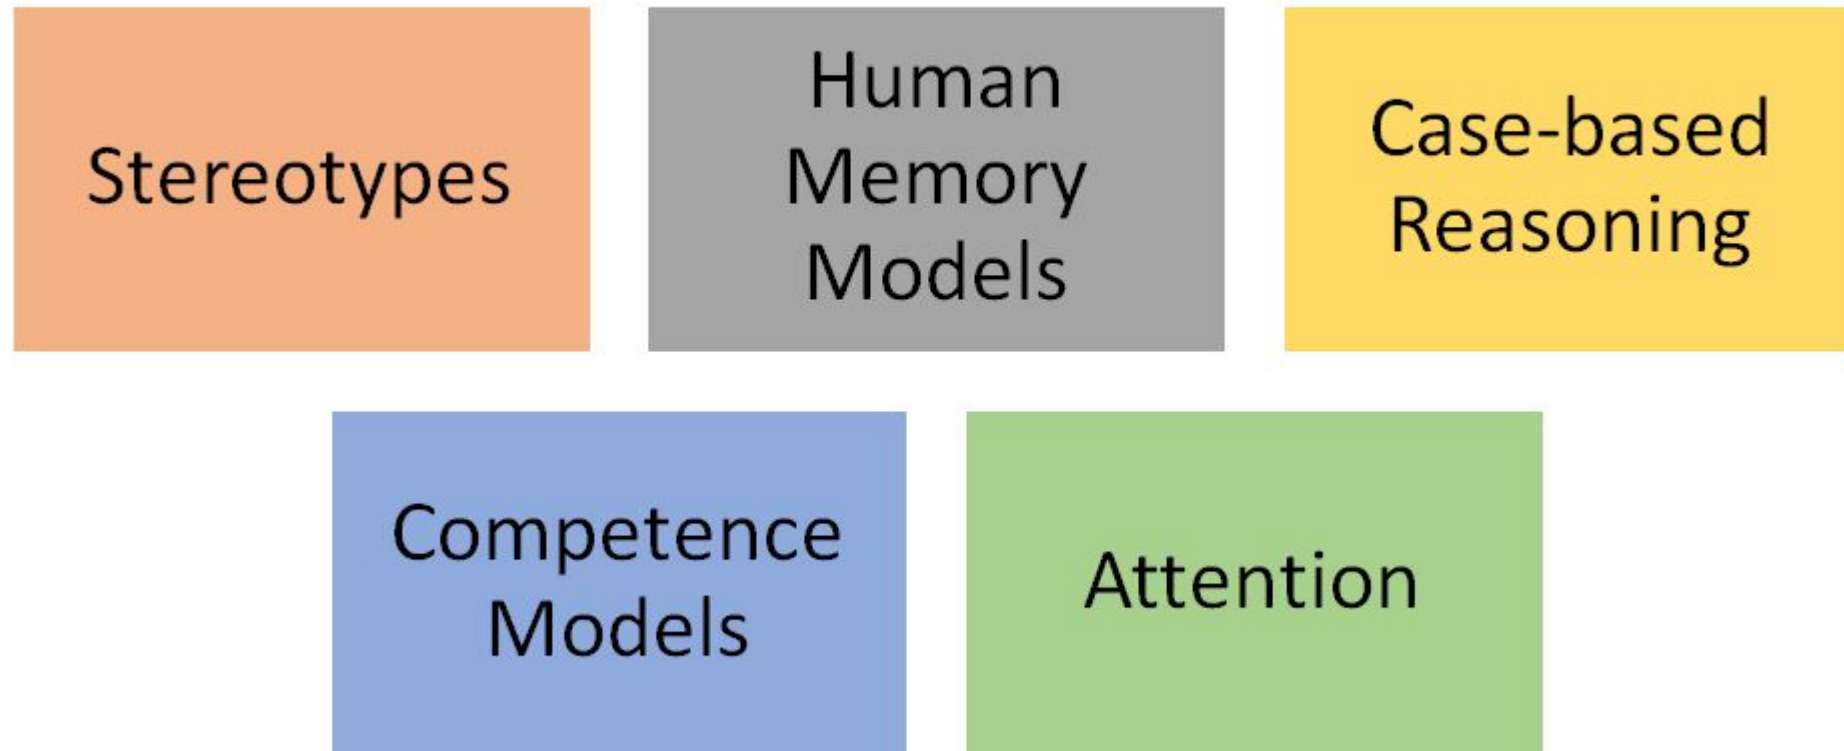 Stereotypes
Human
Memory
Models
Case-based
Reasoning
Competence
Models
Attention